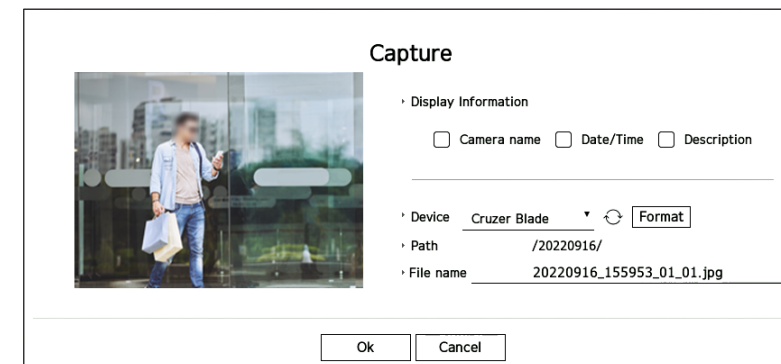 Capture
Display Information
Camera name Date/Time Description
Device Cruzer Blade Format
Path /20220916/
File name 20220916_155953_01_01.jpg
Ok Cancel